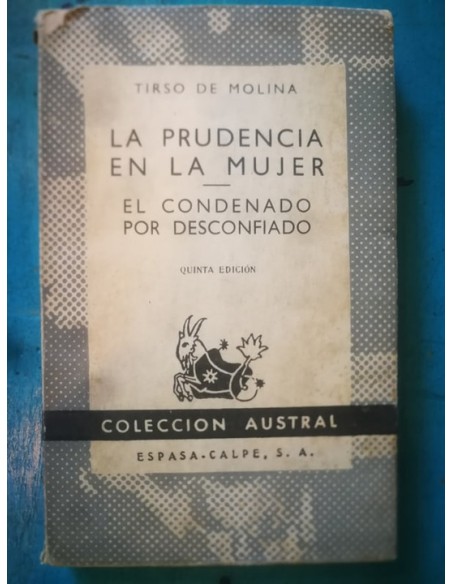 TIRSO DE MOLINA
LA PRUDENCIA
EN LA MUJER
EL CONDENADO
POR DESCONFIADO
QUINTA EDICIÓN
COLECCION AUSTRAL
ESPASA-CALPE, S. A.